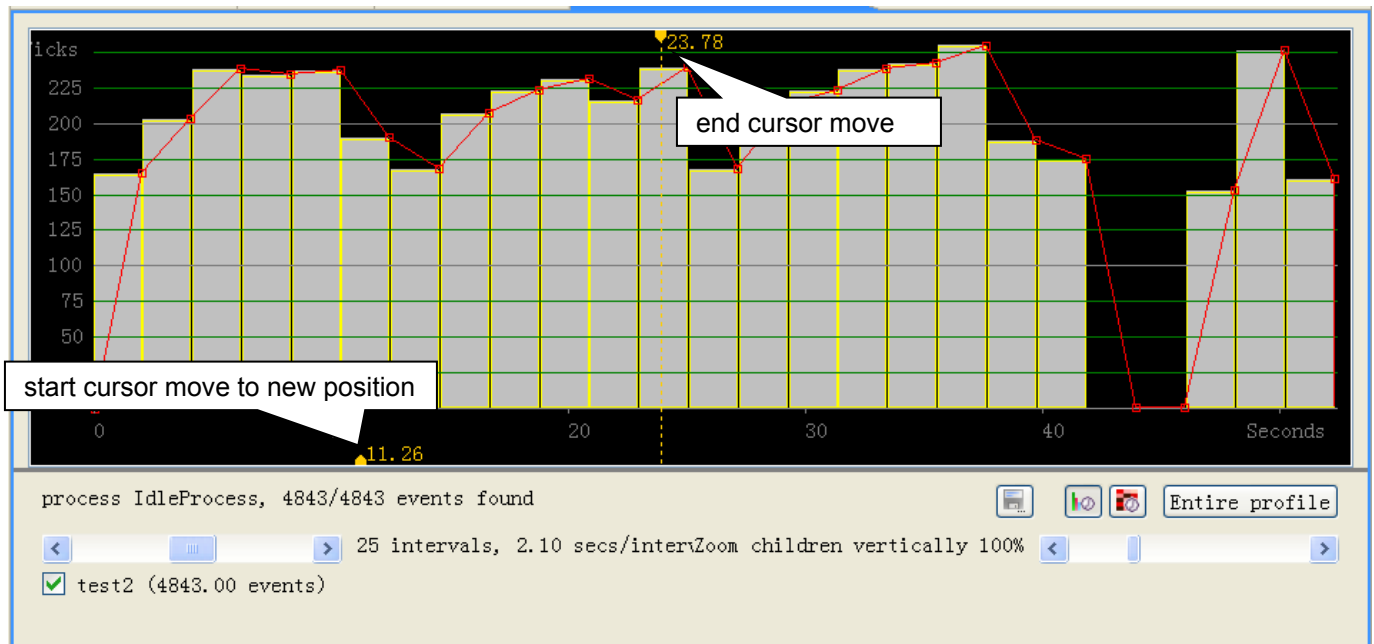 icks
23.78
225
end cursor move
200
175
150
125
100
75
50
start cursor move to new position
0
20
30
40
Seconds
11.26
process IdleProcess, 4843/4843 events found
Entire profile
25 intervals, 2.10 secs/interv
Zoom children vertically 100%
test2 (4843.00 events)